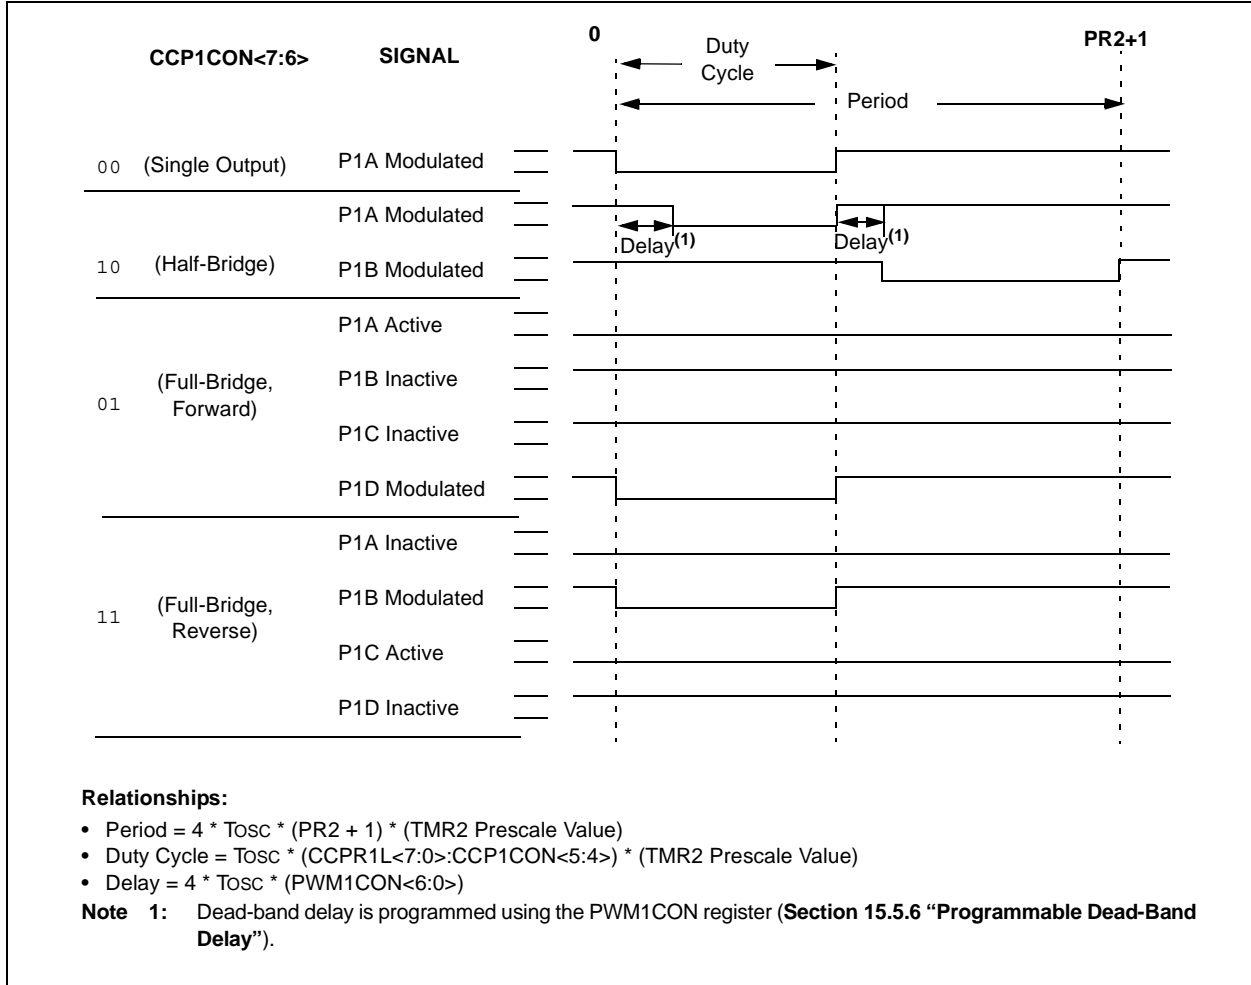 CCP1CON<7:6>
SIGNAL
0
Duty
Cycle
PR2+1
Period
00 (Single Output) P1A Modulated
P1A Modulated
Delay(1)
Delay(1)
10 (Half-Bridge) P1B Modulated
P1A Active
P1B Inactive
01 (Full-Bridge,
Forward)
P1C Inactive
P1D Modulated
P1A Inactive
P1B Modulated
11 (Full-Bridge,
Reverse)
P1C Active
P1D Inactive
Relationships:
• Period = 4 * TOSC * (PR2 + 1) * (TMR2 Prescale Value)
• Duty Cycle = TOSC * (CCPR1L<7:0>:CCP1CON<5:4>) * (TMR2 Prescale Value)
• Delay = 4 * TOSC * (PWM1CON<6:0>)
Note 1: Dead-band delay is programmed using the PWM1CON register (Section 15.5.6 “Programmable Dead-Band
Delay”).